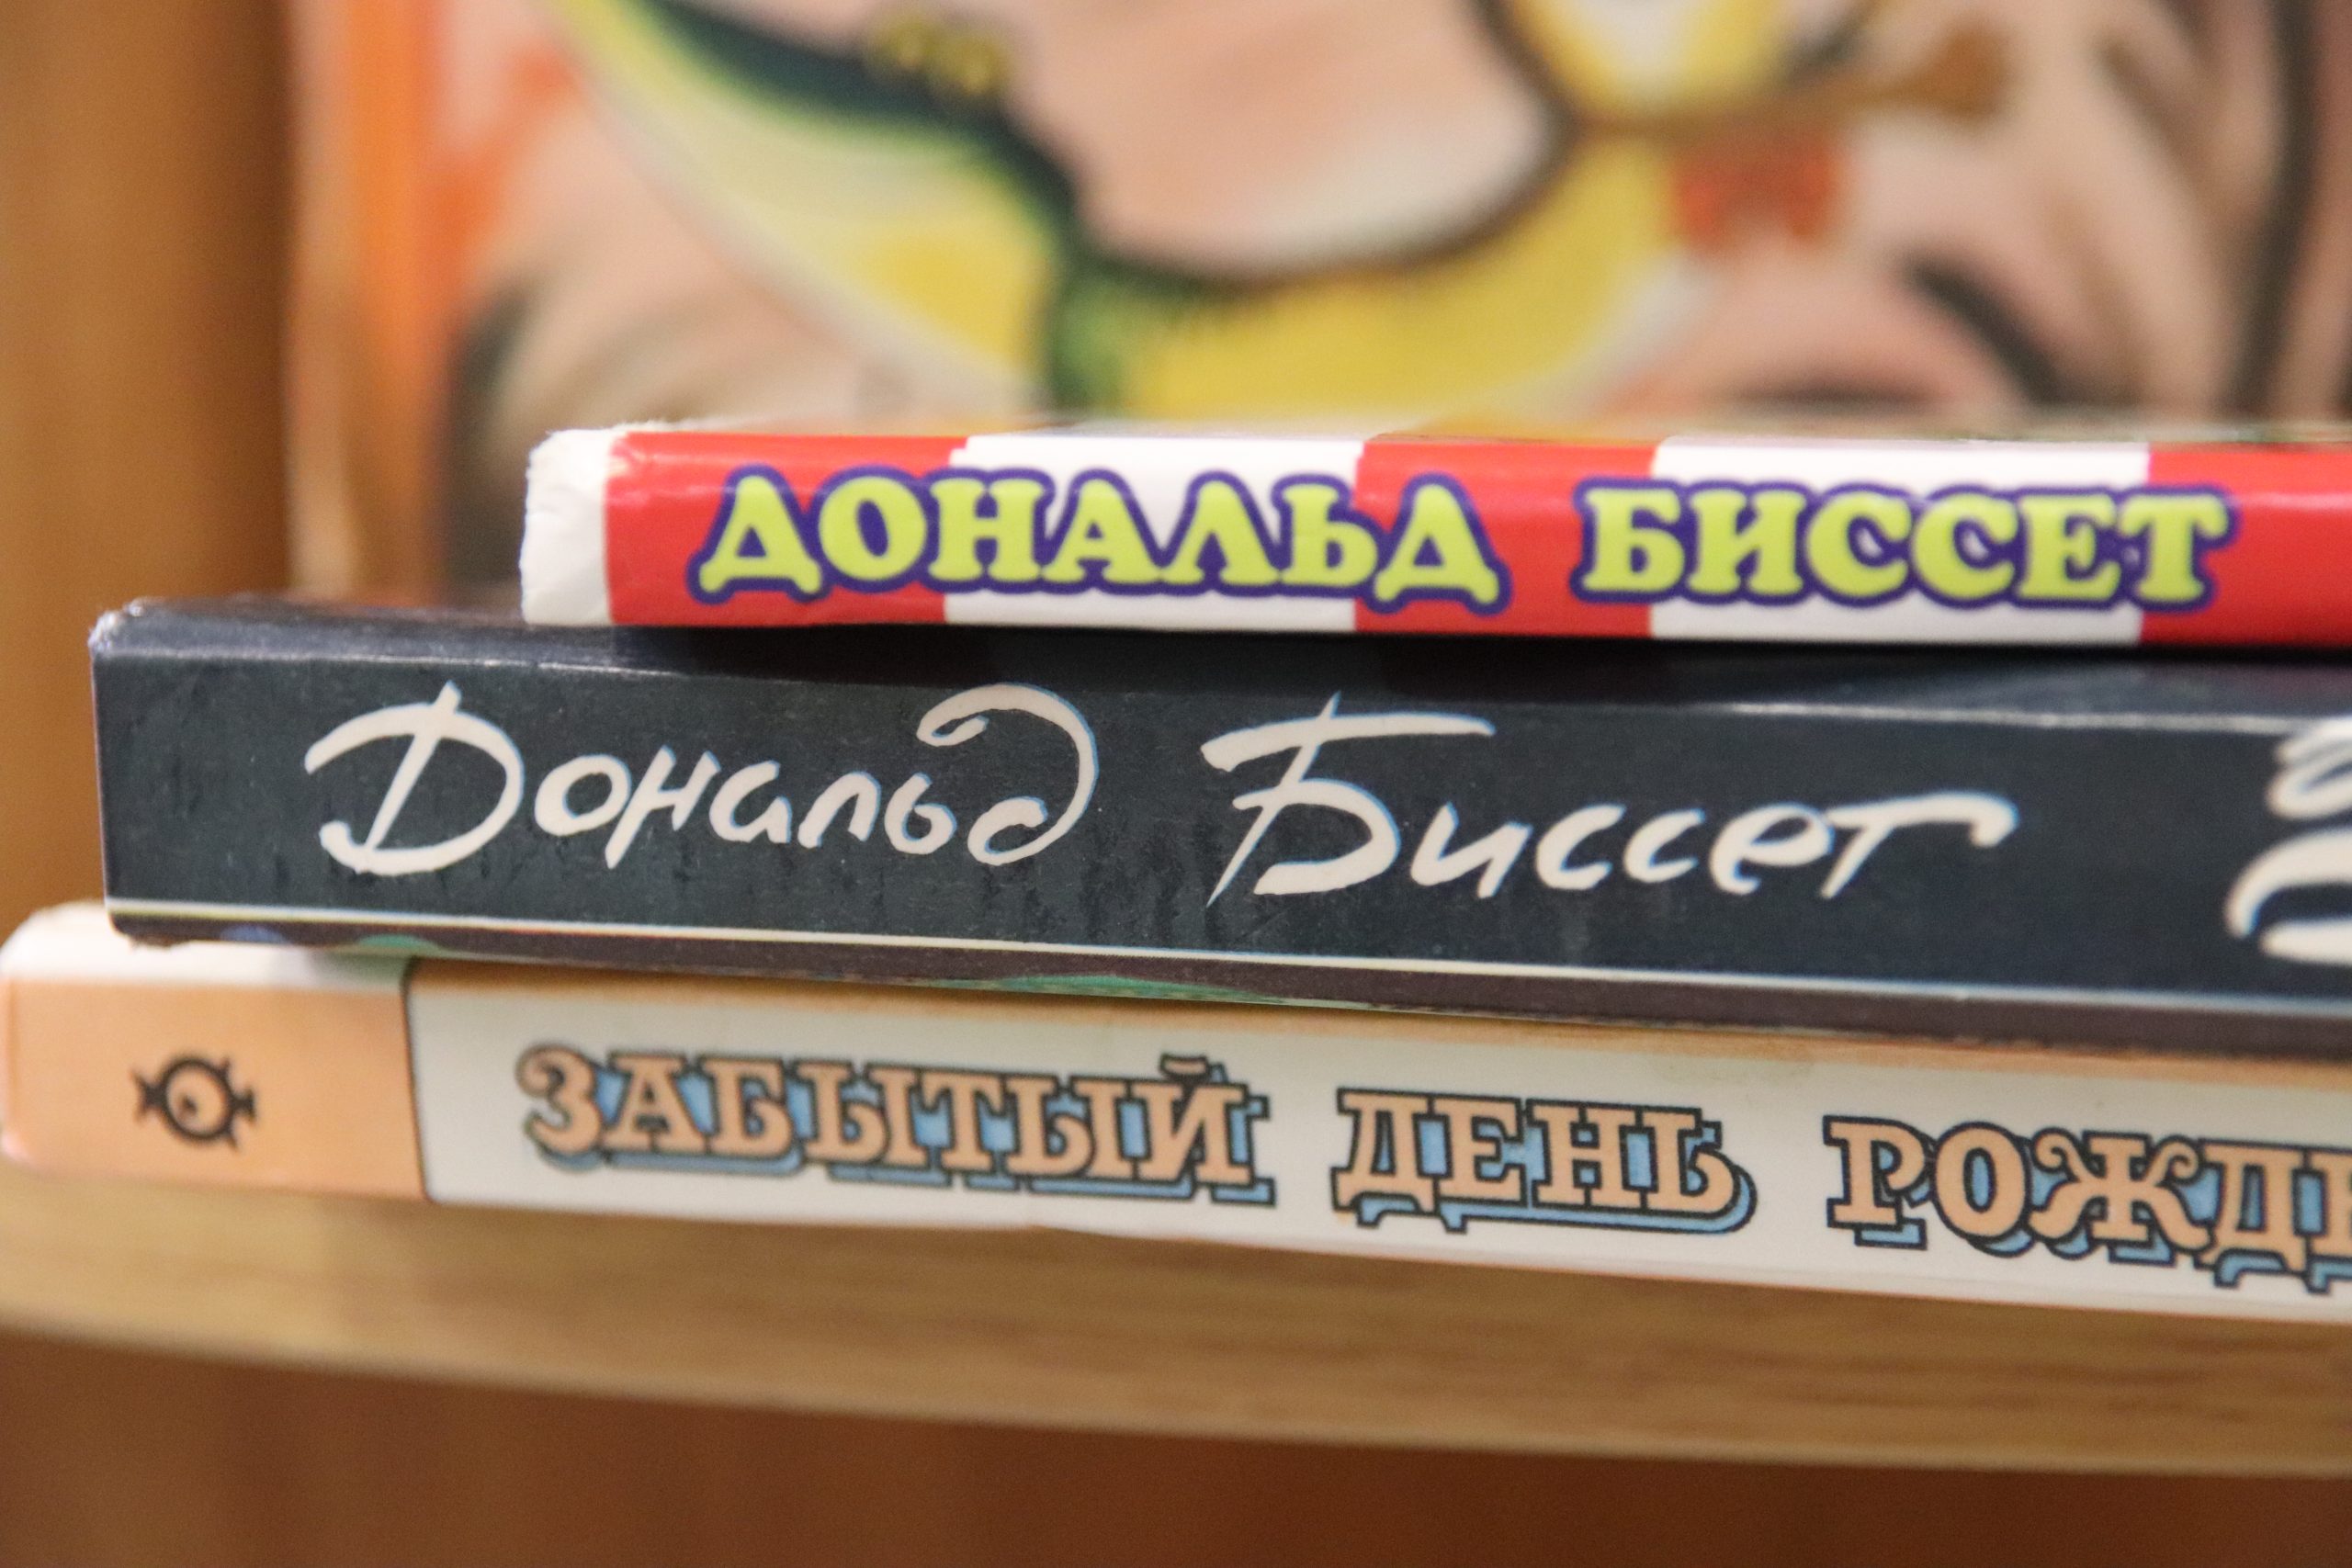 ДОНАЛЬД БИССЕТ
Дональд Биссет
ЗАБЫТЫЙ ДЕНЬ